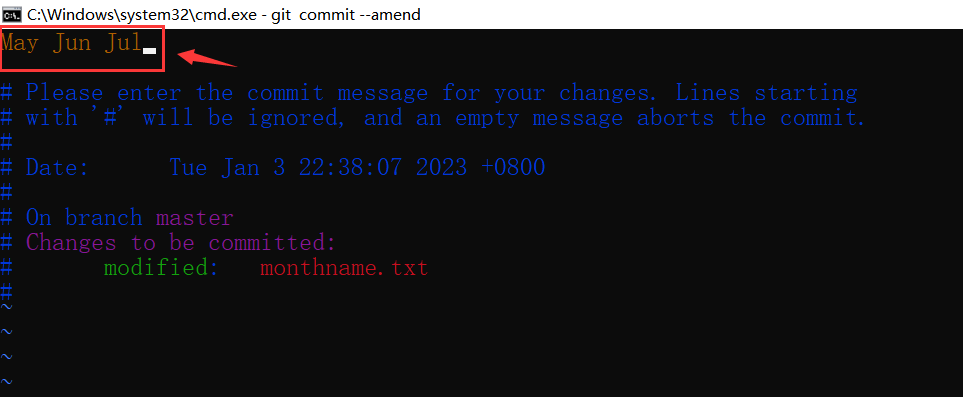 C:\Windows\system32\cmd.exe - git  commit --amend
May Jun Jul
# Please enter the commit message for your changes. Lines starting
# with '#' will be ignored, and an empty message aborts the commit.
#
# Date:      Tue Jan 3 22:38:07 2023 +0800
#
# On branch master
# Changes to be committed:
#       modified:   monthname.txt
#
~
~
~
~